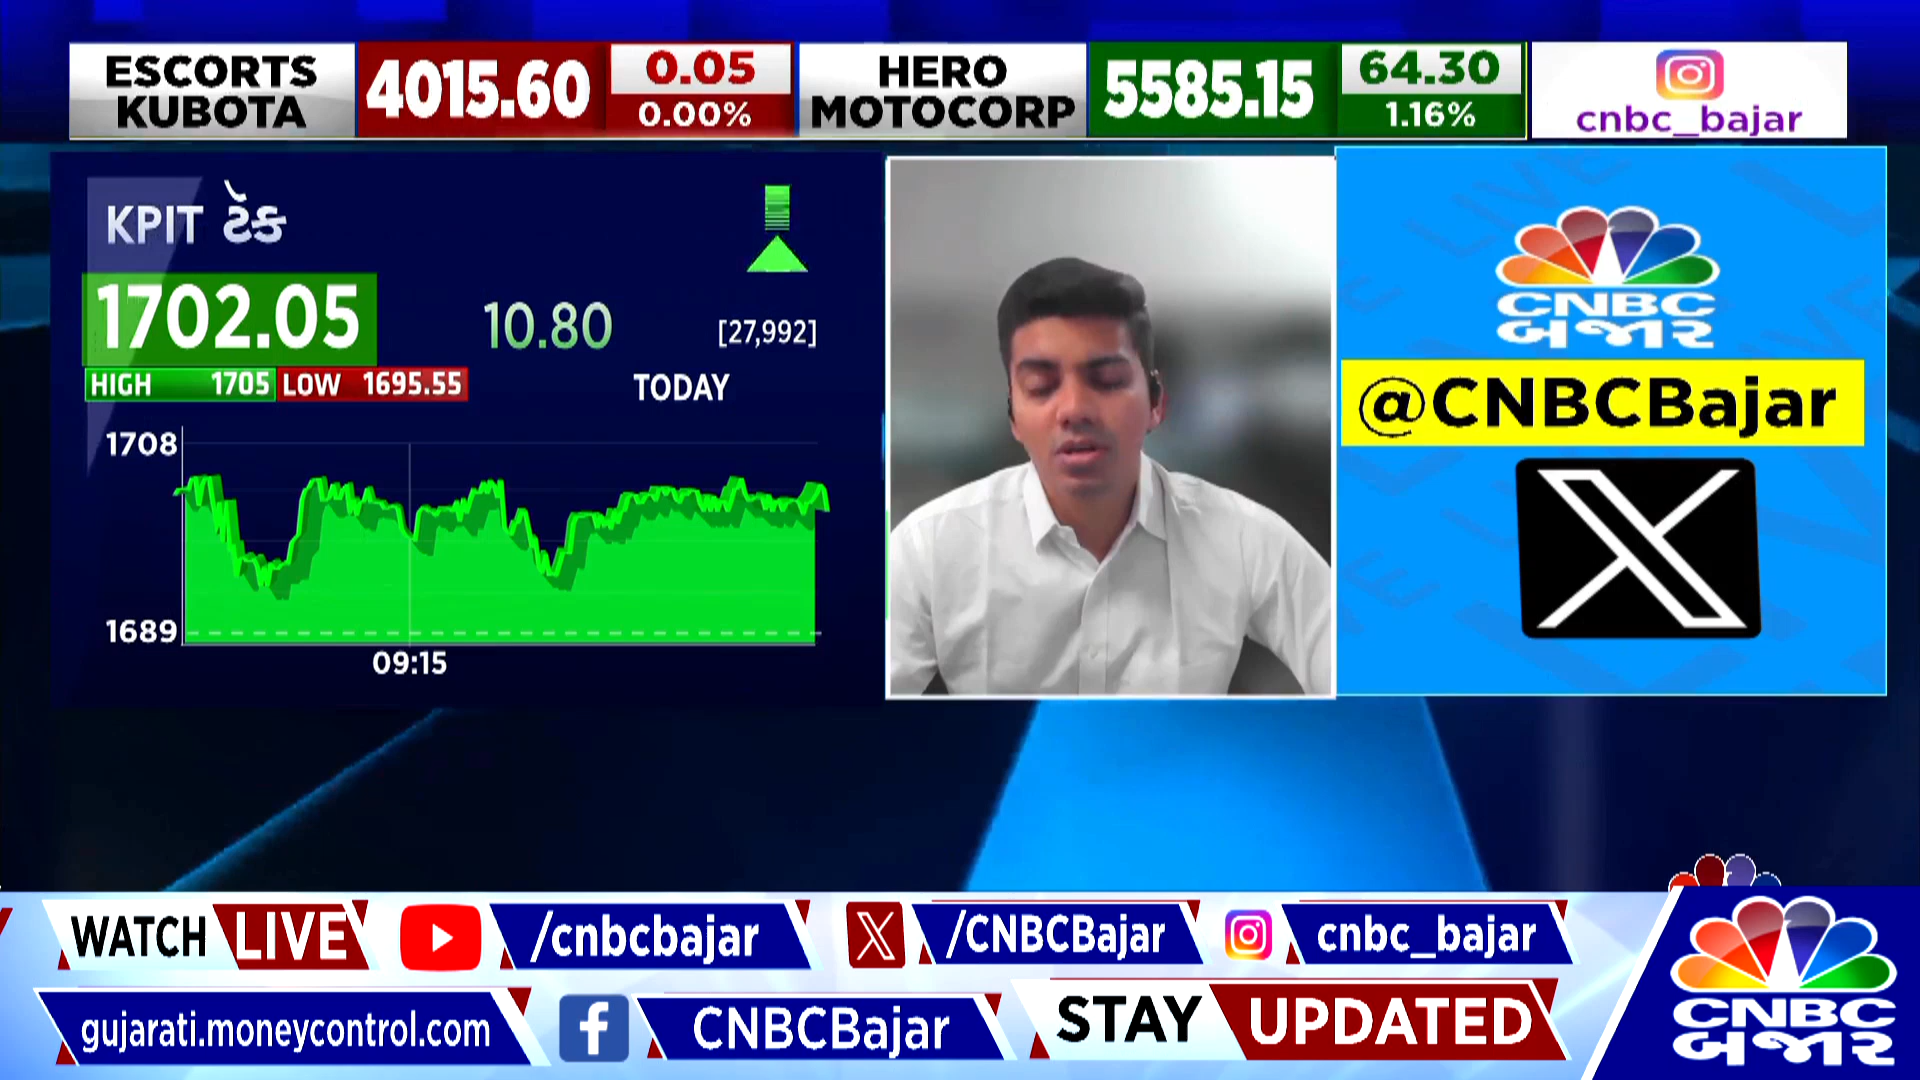 ESCORTS
KUBOTA
4015.60
0.05
0.00%
HERO
MOTOCORP
5585.15
64.30
1.16%
cnbc_bajar
KPIT ટેક
1702.05
10.80
[27,992]
HIGH 1705 LOW 1695.55
TODAY
1708
1689
09:15
CNBC
બજાર
@CNBCBajar
WATCH LIVE /cnbcbajar /CNBCBajar cnbc_bajar
gujarati.moneycontrol.com CNBCBajar STAY UPDATED
CNBC
બજાર